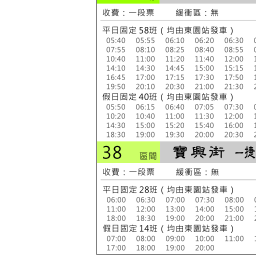 收費：一段票 緩衝區：無
平日固定 58班 ( 均由東園站發車 )
05:40 05:55 06:10 06:20 06:30
07:55 08:10 08:25 08:40 08:55
10:40 11:00 11:20 11:40 12:00
14:10 14:30 14:45 15:00 15:15
16:45 17:00 17:15 17:30 17:50
19:50 20:10 20:30 21:00 21:30
假日固定 40班 ( 均由東園站發車 )
05:50 06:15 06:40 07:05 07:30
10:20 10:40 11:00 11:30 12:00
14:30 15:00 15:20 15:40 16:00
18:30 19:00 19:30 20:00 20:30
38 區間 寶興街
收費：一段票 緩衝區：無
平日固定 28班 ( 均由東園站發車 )
06:00 06:30 07:00 07:30 08:00
11:00 12:00 13:00 14:00 15:00
18:00 18:30 19:00 20:00 21:00
假日固定 14班 ( 均由東園站發車 )
07:00 08:00 09:00 10:00 11:00
17:00 18:00 19:00 20:00